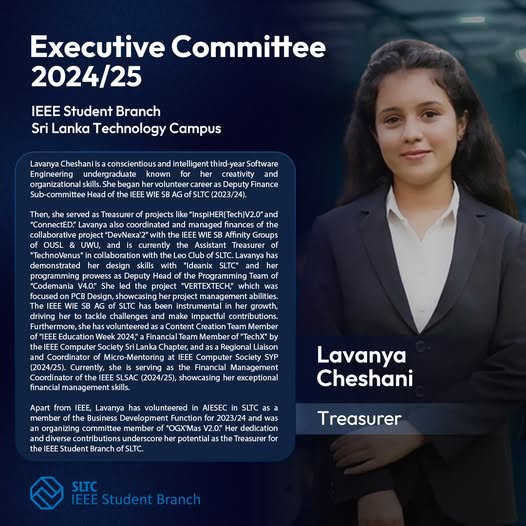 Executive Committee
2024/25
IEEE Student Branch
Sri Lanka Technology Campus
Lavanya Cheshani is a conscientious and intelligent third-year Software
Engineering undergraduate known for her creativity and
organizational skills. She began her volunteer career as Deputy Finance
Sub-committee Head of the IEEE WIE SB AG of SLTC (2023/24).
Then, she served as Treasurer of projects like "InspiHER(Tech)V2.0" and
"ConnectED." Lavanya also coordinated and managed finances of the
collaborative project "DevNexa'2" with the IEEE WIE SB Affinity Groups
of OUSL & UWU, and is currently the Assistant Treasurer of
"TechnoVenus" in collaboration with the Leo Club of SLTC. Lavanya has
demonstrated her design skills with "Ideanix SLTC" and her
programming prowess as Deputy Head of the Programming Team of
"Codemania V4.0." She led the project "VERTEXTECH," which was
focused on PCB Design, showcasing her project management abilities.
The IEEE WIE SB AG of SLTC has been instrumental in her growth,
driving her to tackle challenges and make impactful contributions.
Furthermore, she has volunteered as a Content Creation Team Member
of "IEEE Education Week 2024," a Financial Team Member of "TechX" by
the IEEE Computer Society Sri Lanka Chapter, and as a Regional Liaison
and Coordinator of Micro-Mentoring at IEEE Computer Society SYP
(2024/25). Currently, she is serving as the Financial Management
Coordinator of the IEEE SLSAC (2024/25), showcasing her exceptional
financial management skills.
Apart from IEEE, Lavanya has volunteered in AIESEC in SLTC as a
member of the Business Development Function for 2023/24 and was
an organizing committee member of "OGX'Mas V2.0." Her dedication
and diverse contributions underscore her potential as the Treasurer for
the IEEE Student Branch of SLTC.
Lavanya
Cheshani
Treasurer
SLTC
IEEE Student Branch